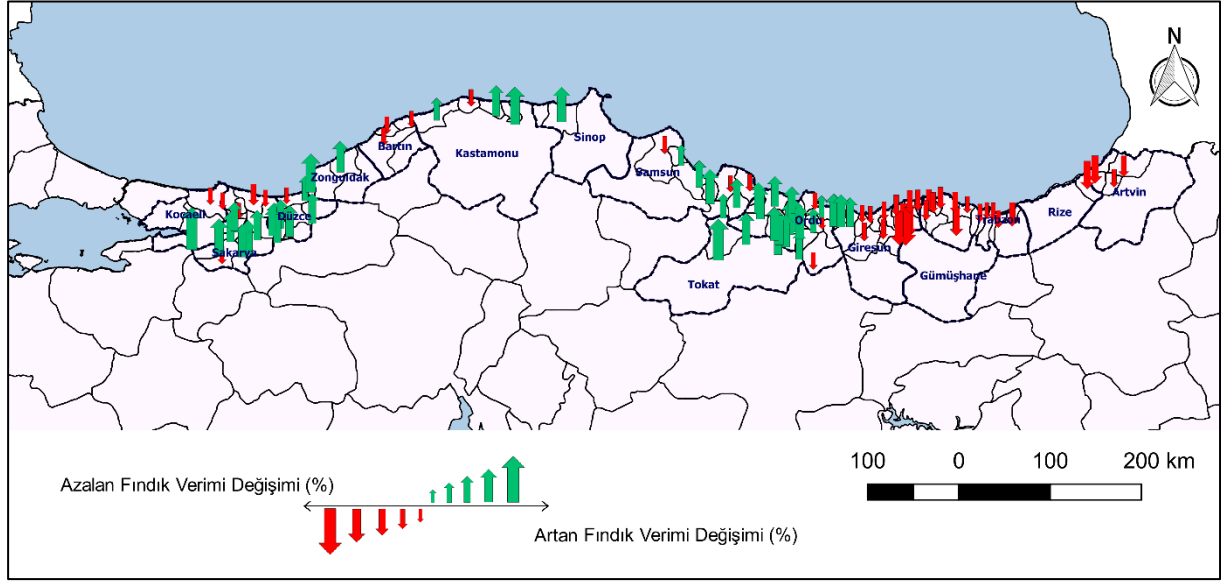 N
Sinop
Bartın
Kastamonu
Samsun
Zonguldak
Artvin
Kocaeli
Düzce
Ordu
Trabzon
Rize
Giresun
Sakarya
Gümüşhane
Tokat
100 0 100 200 km
Azalan Fındık Verimi Değişimi (%)
Artan Fındık Verimi Değişimi (%)